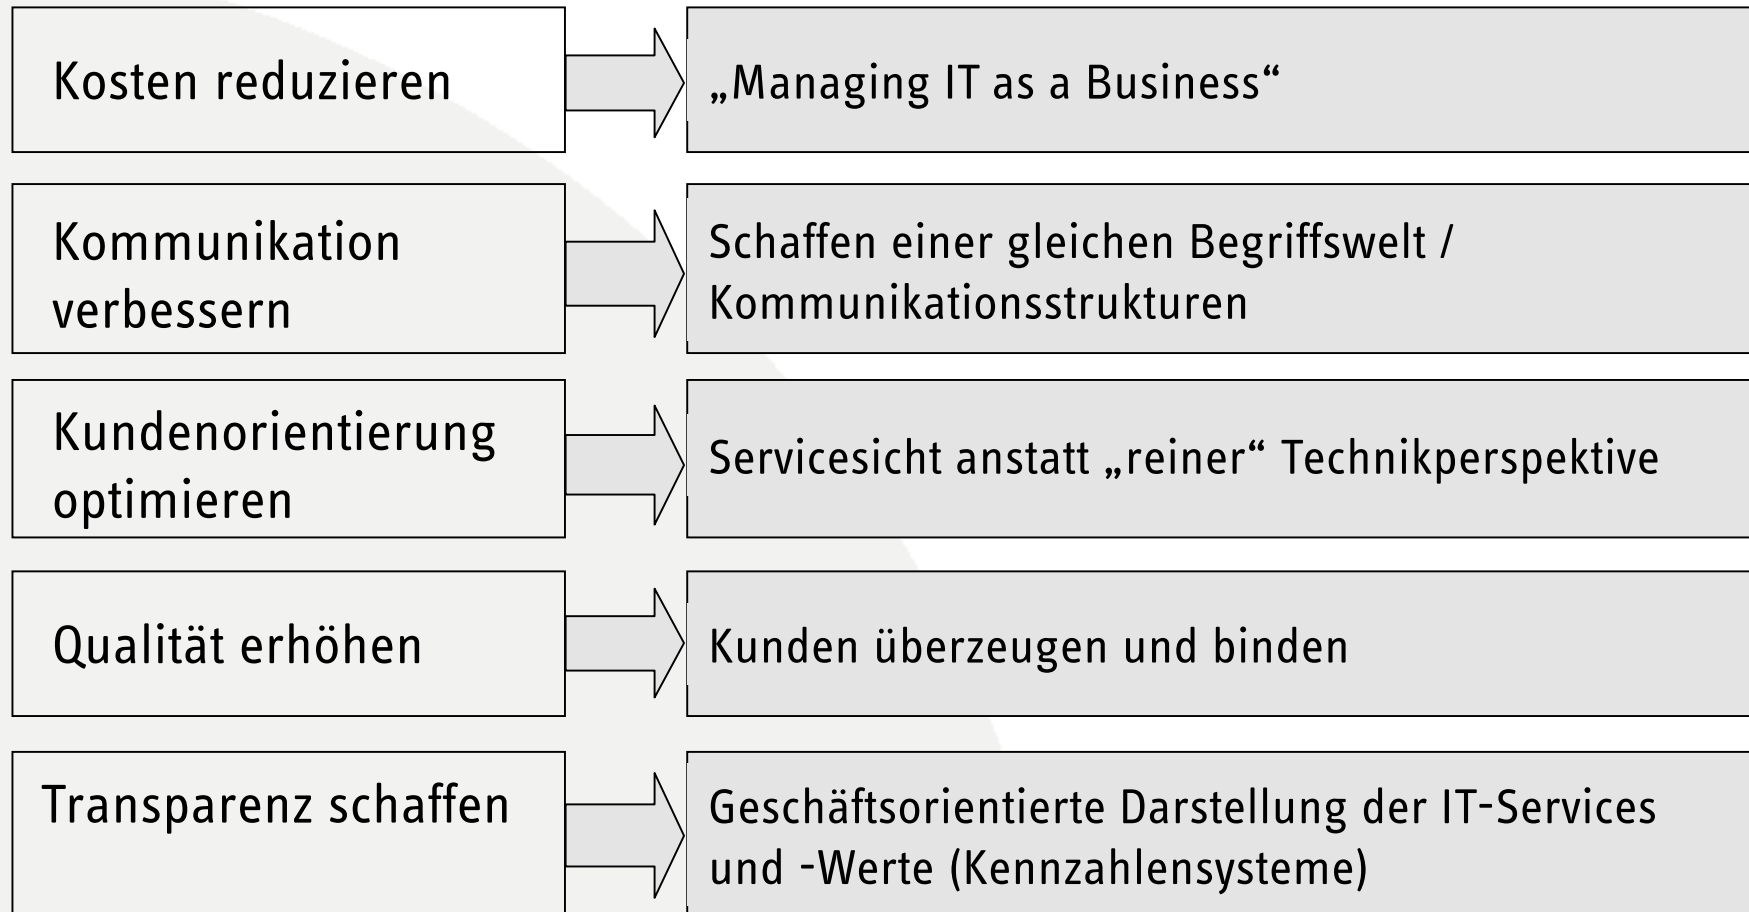 Kosten reduzieren
„Managing IT as a Business“
Kommunikation
verbessern
Schaffen einer gleichen Begriffswelt /
Kommunikationsstrukturen
Kundenorientierung
optimieren
Servicesicht anstatt „reiner“ Technikperspektive
Qualität erhöhen
Kunden überzeugen und binden
Transparenz schaffen
Geschäftsorientierte Darstellung der IT-Services
und -Werte (Kennzahlensysteme)